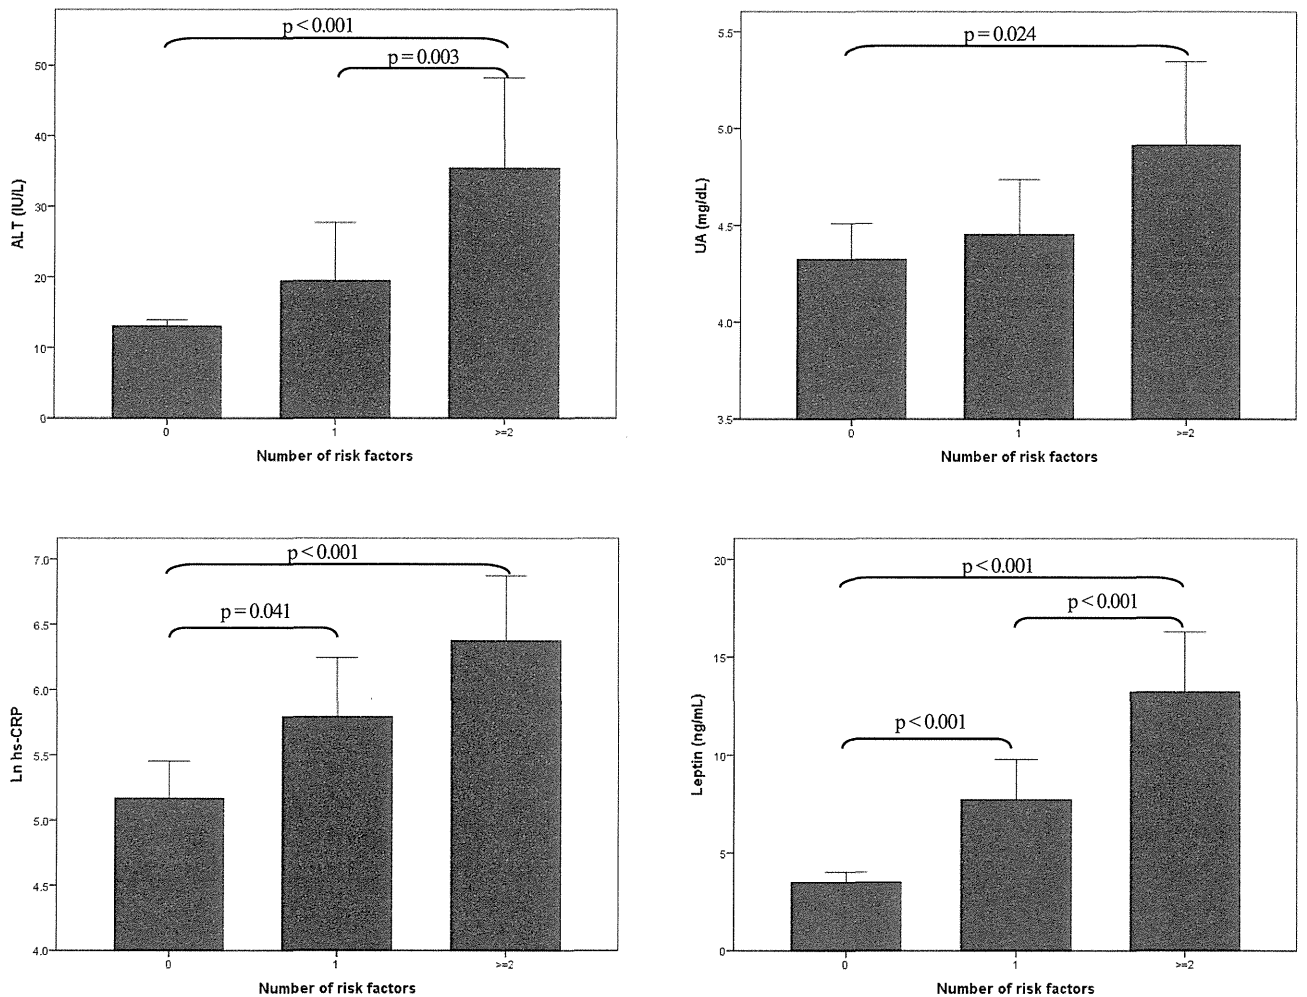 p < 0.001
p = 0.003
50
40
30
20
10
0
ALT (IU/L)
0 1 >=2
Number of risk factors
p = 0.024
5.5
5.0
4.5
4.0
3.5
UA (mg/dL)
0 1 >=2
Number of risk factors
p < 0.001
p = 0.041
7.0
6.5
6.0
5.5
5.0
4.5
4.0
Ln hs-CRP
0 1 >=2
Number of risk factors
p < 0.001
p < 0.001
p < 0.001
20
15
10
5
0
Leptin (ng/mL)
0 1 >=2
Number of risk factors